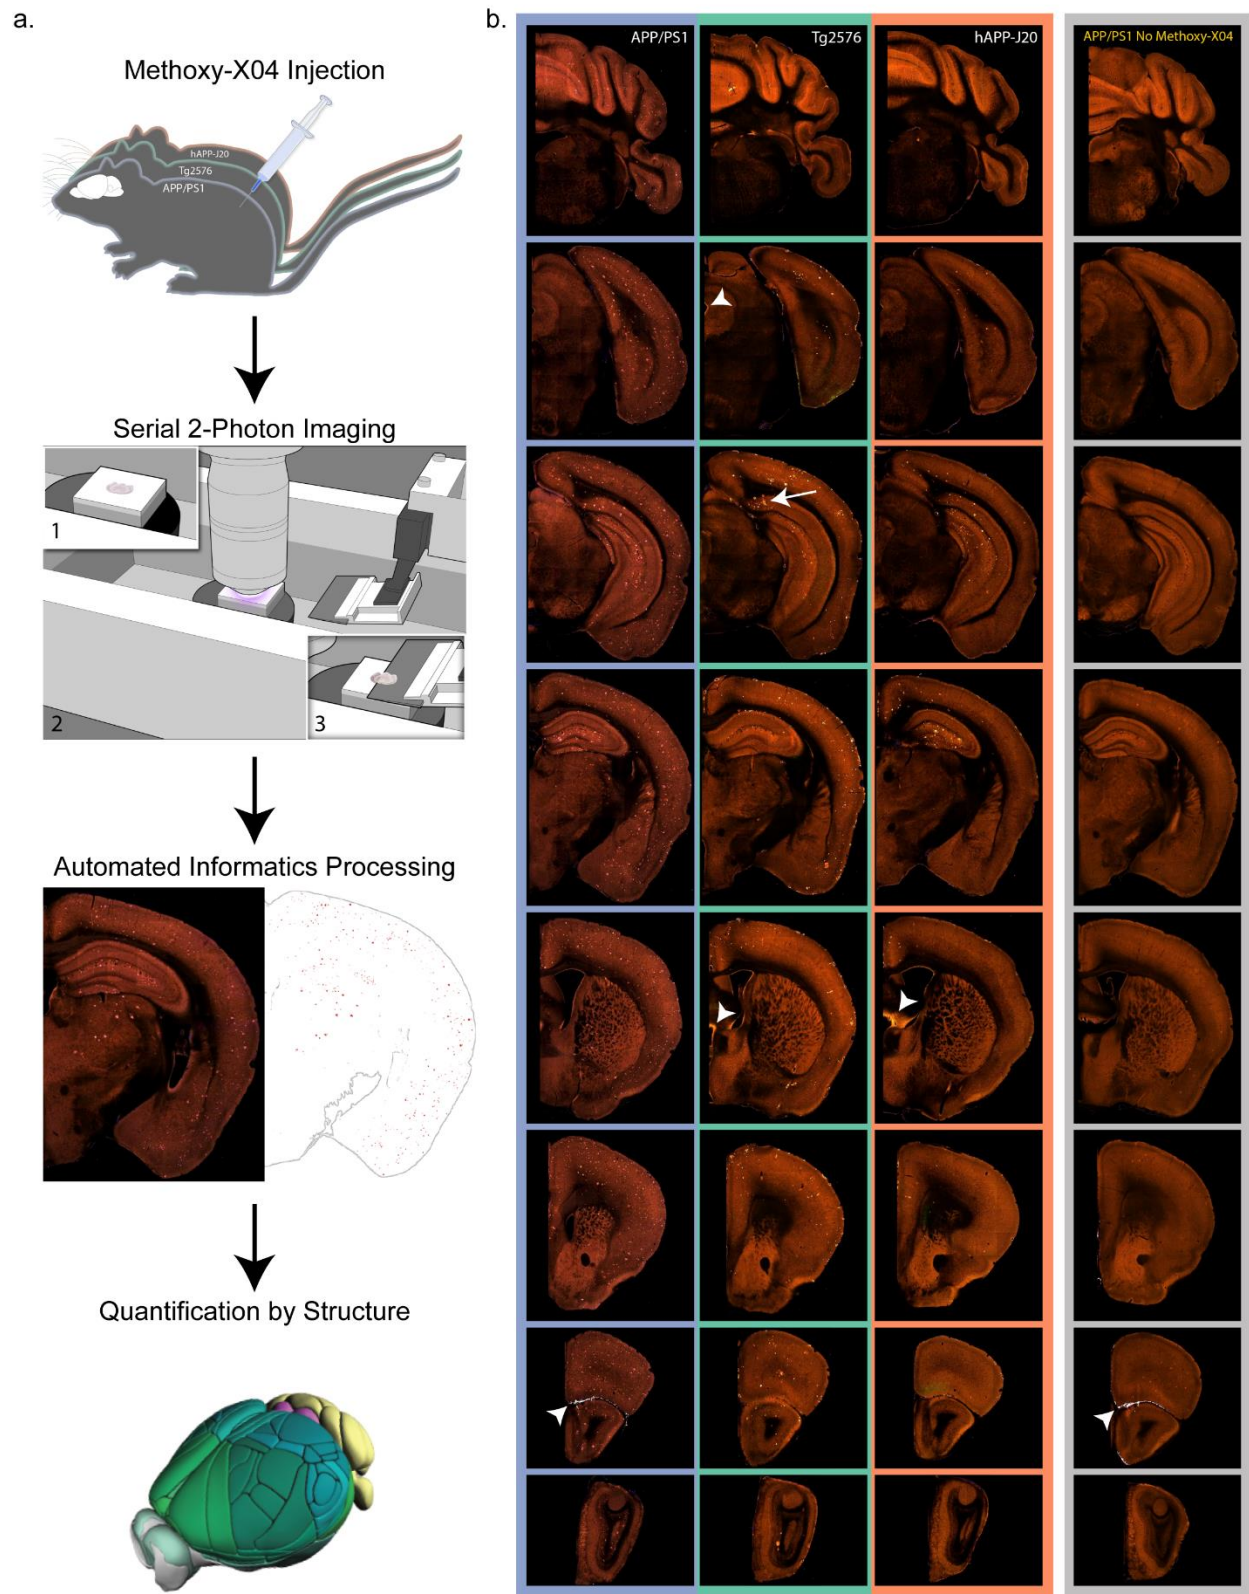 a.
Methoxy-X04 Injection
hAPP-J20
Tg2576
APP/PS1
Serial 2-Photon Imaging
1
2
3
Automated Informatics Processing
Quantification by Structure
b.
APP/PS1
Tg2576
hAPP-J20
APP/PS1 No Methoxy-X04